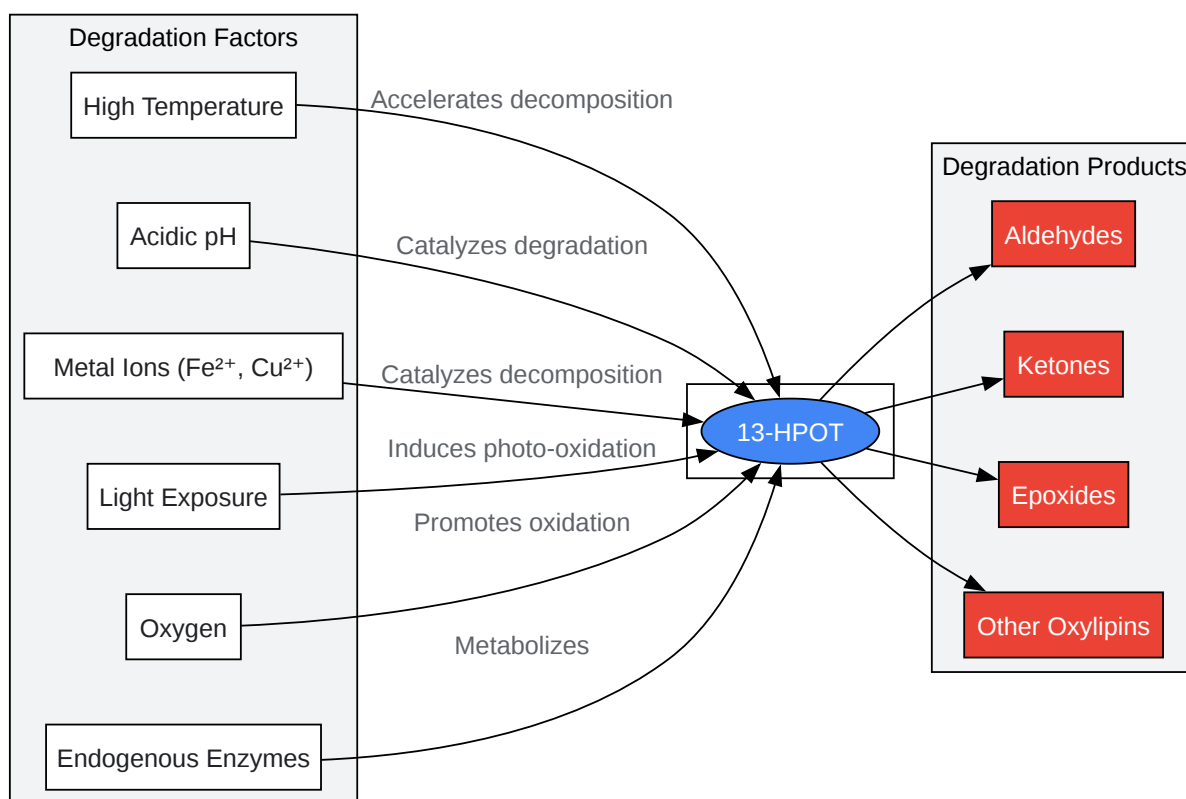 Degradation Factors
High Temperature
Acidic pH
Metal Ions (Fe²⁺, Cu²⁺)
Light Exposure
Oxygen
Endogenous Enzymes
Accelerates decomposition
Catalyzes degradation
Catalyzes decomposition
Induces photo-oxidation
Promotes oxidation
Metabolizes
13-HPOT
Degradation Products
Aldehydes
Ketones
Epoxides
Other Oxylipins